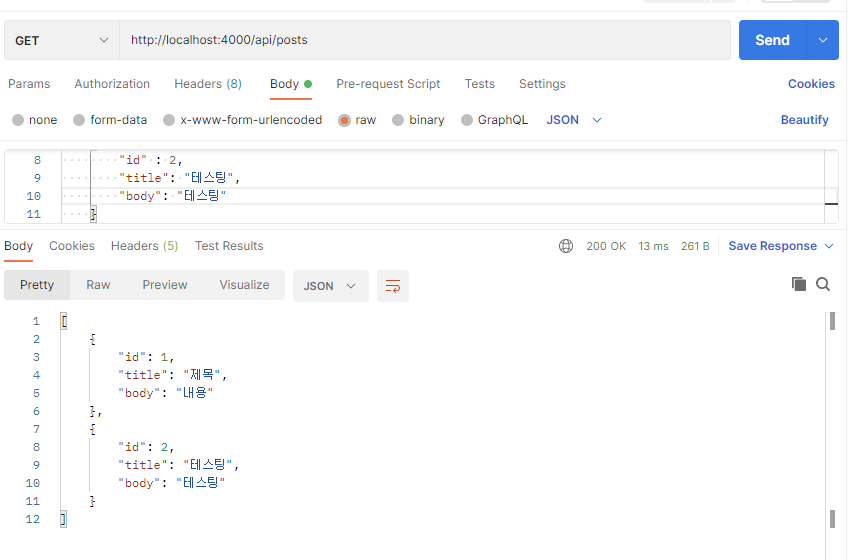 GET http://localhost:4000/api/posts Send
Params Authorization Headers (8) Body Pre-request Script Tests Settings Cookies
none form-data x-www-form-urlencoded raw binary GraphQL JSON Beautify
8 "id" : 2,
9 "title": "테스팅",
10 "body": "테스팅"
11 }
Body Cookies Headers (5) Test Results 200 OK 13 ms 261 B Save Response
Pretty Raw Preview Visualize JSON
1 [
2 {
3 "id": 1,
4 "title": "제목",
5 "body": "내용"
6 },
7 {
8 "id": 2,
9 "title": "테스팅",
10 "body": "테스팅"
11 }
12 ]